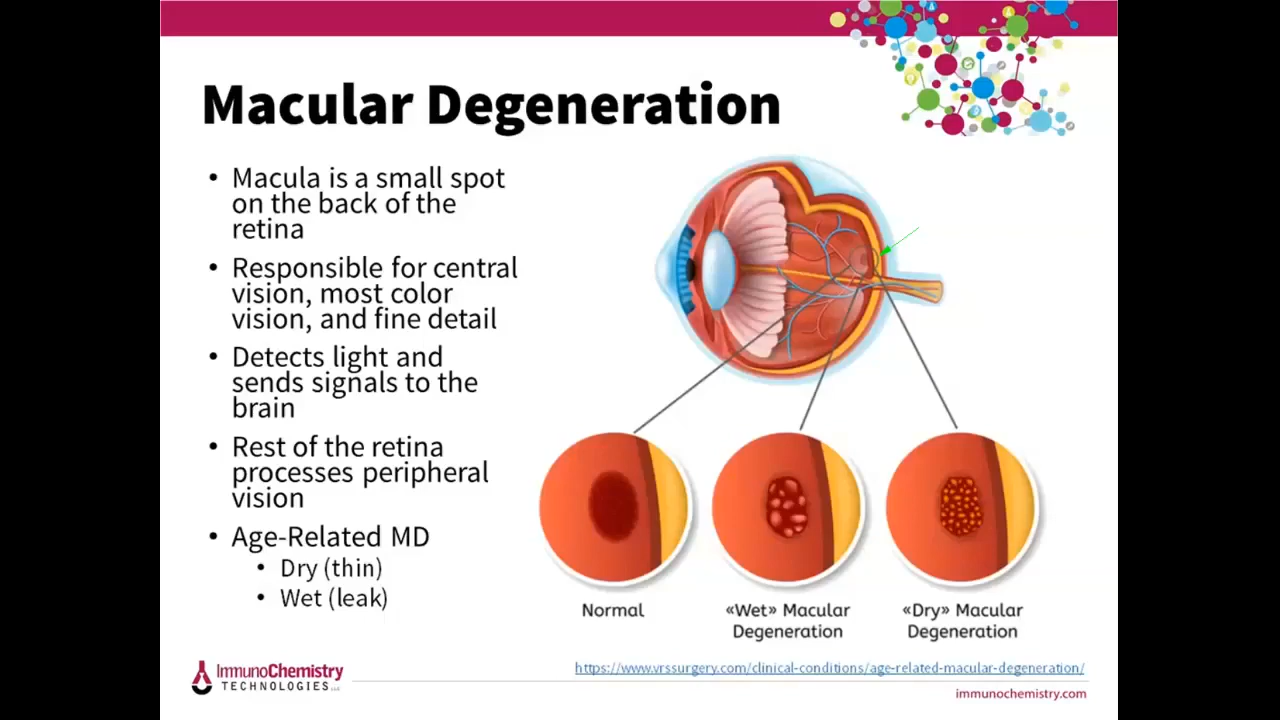 Macular Degeneration
• Macula is a small spot
on the back of the
retina
• Responsible for central
vision, most color
vision, and fine detail
• Detects light and
sends signals to the
brain
• Rest of the retina
processes peripheral
vision
• Age-Related MD
• Dry (thin)
• Wet (leak)
Normal
«Wet» Macular
Degeneration
«Dry» Macular
Degeneration
ImmunoChemistry
TECHNOLOGIES LLC
https://www.vrssurgery.com/clinical-conditions/age-related-macular-degeneration/
immunochemistry.com